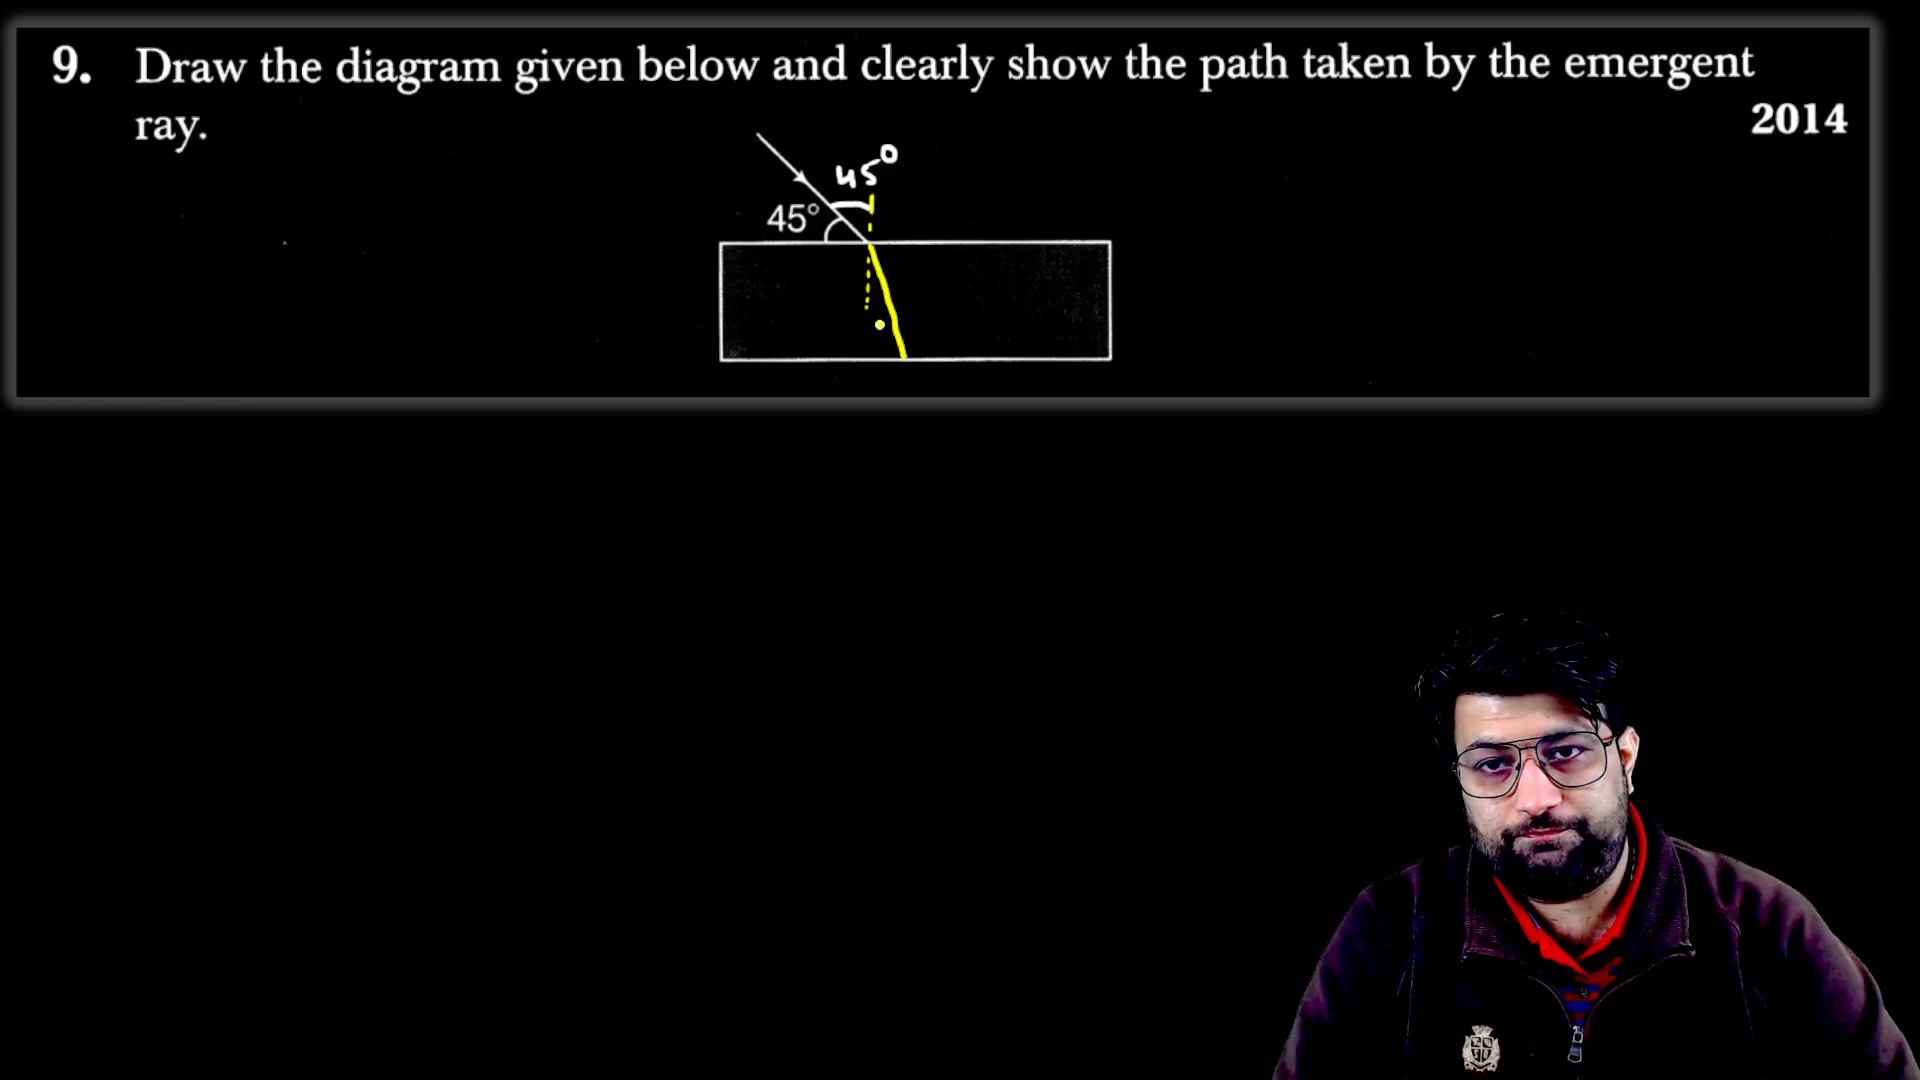 9. Draw the diagram given below and clearly show the path taken by the emergent
ray.
2014
45°
45°